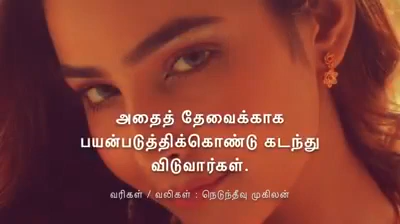 அதைத் தேவைக்காக
பயன்படுத்திக்கொண்டு கடந்து
விடுவார்கள்.
வரிகள் / வலிகள் : நெடுந்தீவு முகிலன்